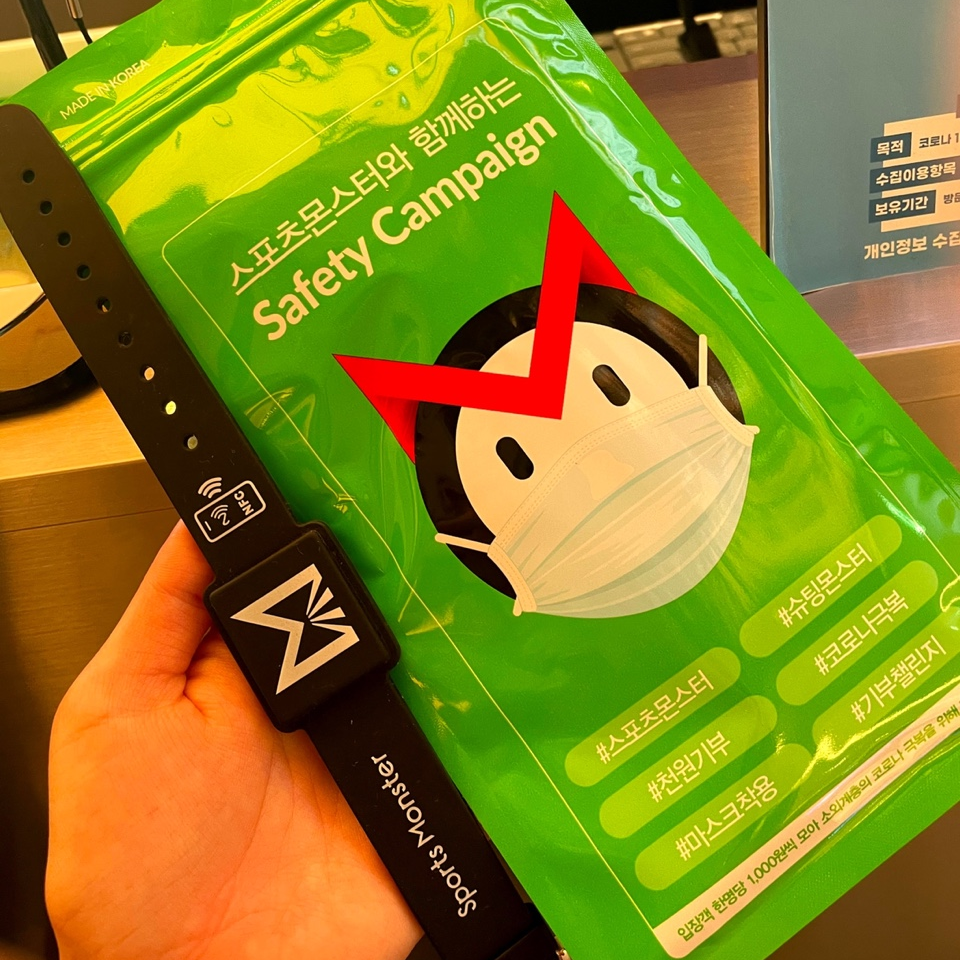 MADE IN KOREA
스포츠몬스터와 함께하는
Safety Campaign
#스포츠몬스터
#슈팅몬스터
#천원기부
#코로나극복
#마스크착용
#기부챌린지
입장객 한명당 1,000원씩 모아 소외계층의 코로나 극복을 위해
NFC
Sports Monster
목적 코로나 1
수집이용항목
보유기간
개인정보 수집